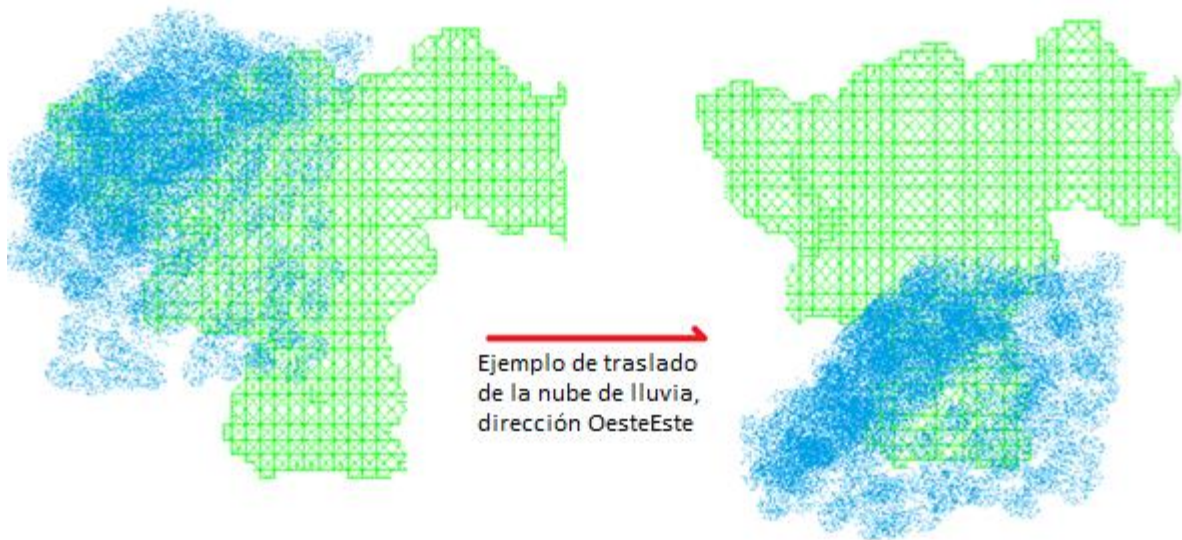 Ejemplo de traslado
de la nube de lluvia,
dirección OesteEste